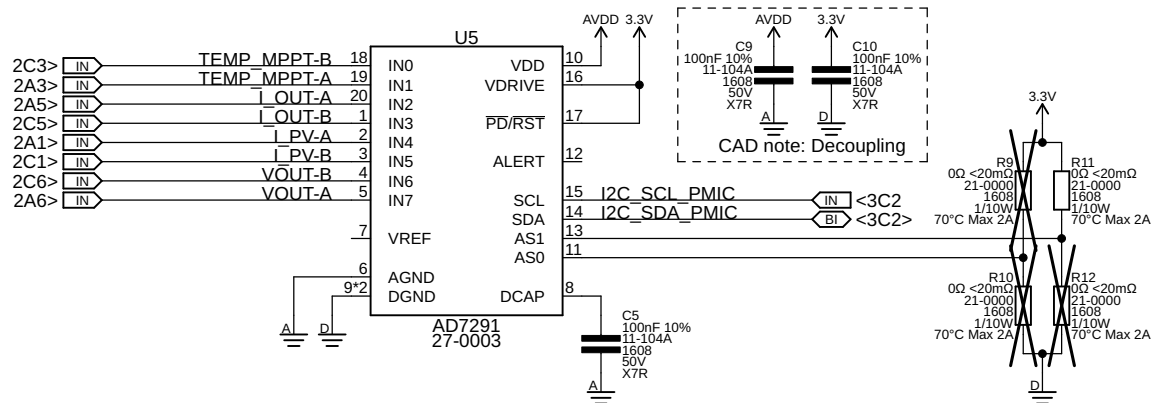 U5
2C3> IN TEMP_MPPT-B 18 IN0
2A3> IN TEMP_MPPT-A 19 IN1
2A5> IN I_OUT-A 20 IN2
2C5> IN I_OUT-B 1 IN3
2A1> IN I_PV-A 2 IN4
2C1> IN I_PV-B 3 IN5
2C6> IN VOUT-B 4 IN6
2A6> IN VOUT-A 5 IN7
7 VREF
6 AGND
9*2 DGND
A D
AVDD 3.3V
VDD 10
VDRIVE 16
PD/RST 17
ALERT 12
SCL 15 I2C_SCL_PMIC IN <3C2
SDA 14 I2C_SDA_PMIC BI <3C2>
AS1 13
AS0 11
DCAP 8
AD7291
27-0003
C5
100nF 10%
11-104A
1608
50V
X7R
A
AVDD 3.3V
C9
100nF 10%
11-104A
1608
50V
X7R
A
C10
100nF 10%
11-104A
1608
50V
X7R
D
CAD note: Decoupling
3.3V
R9
0Ω <20mΩ
21-0000
1608
1/10W
70°C Max 2A
R11
0Ω <20mΩ
21-0000
1608
1/10W
70°C Max 2A
R10
0Ω <20mΩ
21-0000
1608
1/10W
70°C Max 2A
R12
0Ω <20mΩ
21-0000
1608
1/10W
70°C Max 2A
D